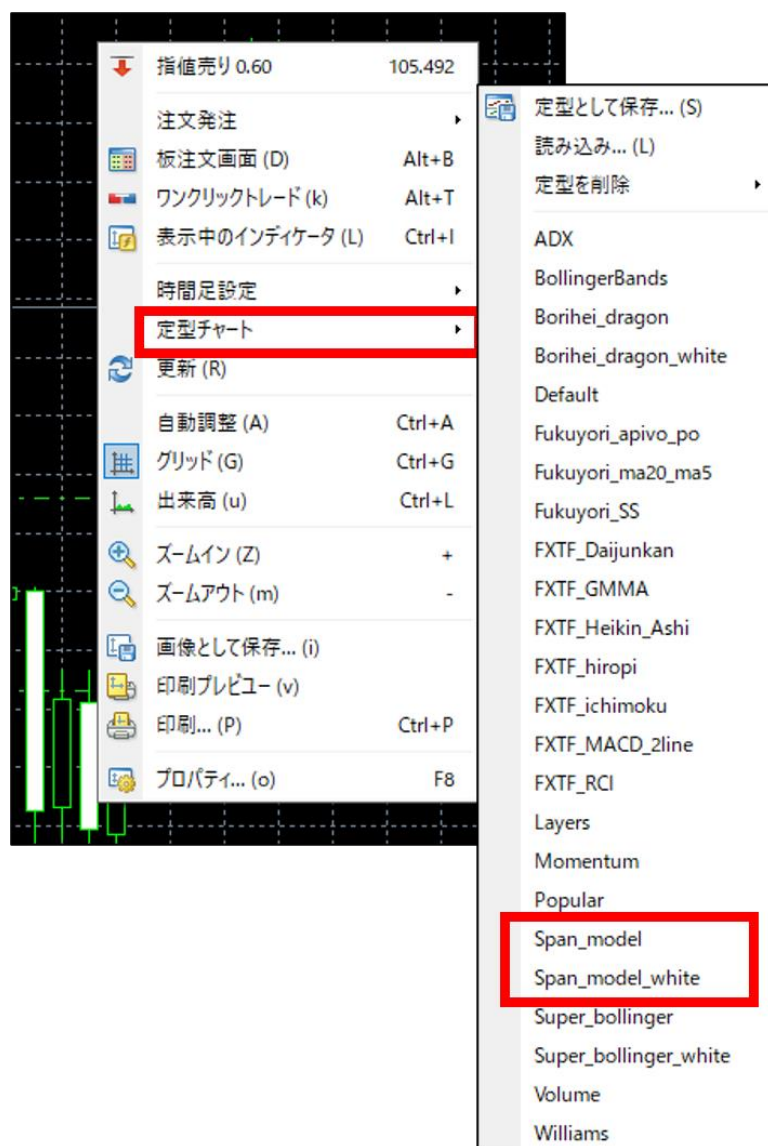 指値売り 0.60 105.492
注文発注
板注文画面 (D) Alt+B
ワンクリックトレード (k) Alt+T
表示中のインディケータ (L) Ctrl+I
時間足設定
定型チャート
更新 (R)
自動調整 (A) Ctrl+A
グリッド (G) Ctrl+G
出来高 (u) Ctrl+L
ズームイン (Z) +
ズームアウト (m) -
画像として保存... (i)
印刷プレビュー (v)
印刷... (P) Ctrl+P
プロパティ... (o) F8
定型として保存... (S)
読み込み... (L)
定型を削除
ADX
BollingerBands
Borihei_dragon
Borihei_dragon_white
Default
Fukuyori_apivo_po
Fukuyori_ma20_ma5
Fukuyori_SS
FXTF_Daijunkan
FXTF_GMMA
FXTF_Heikin_Ashi
FXTF_hiropi
FXTF_ichimoku
FXTF_MACD_2line
FXTF_RCI
Layers
Momentum
Popular
Span_model
Span_model_white
Super_bollinger
Super_bollinger_white
Volume
Williams